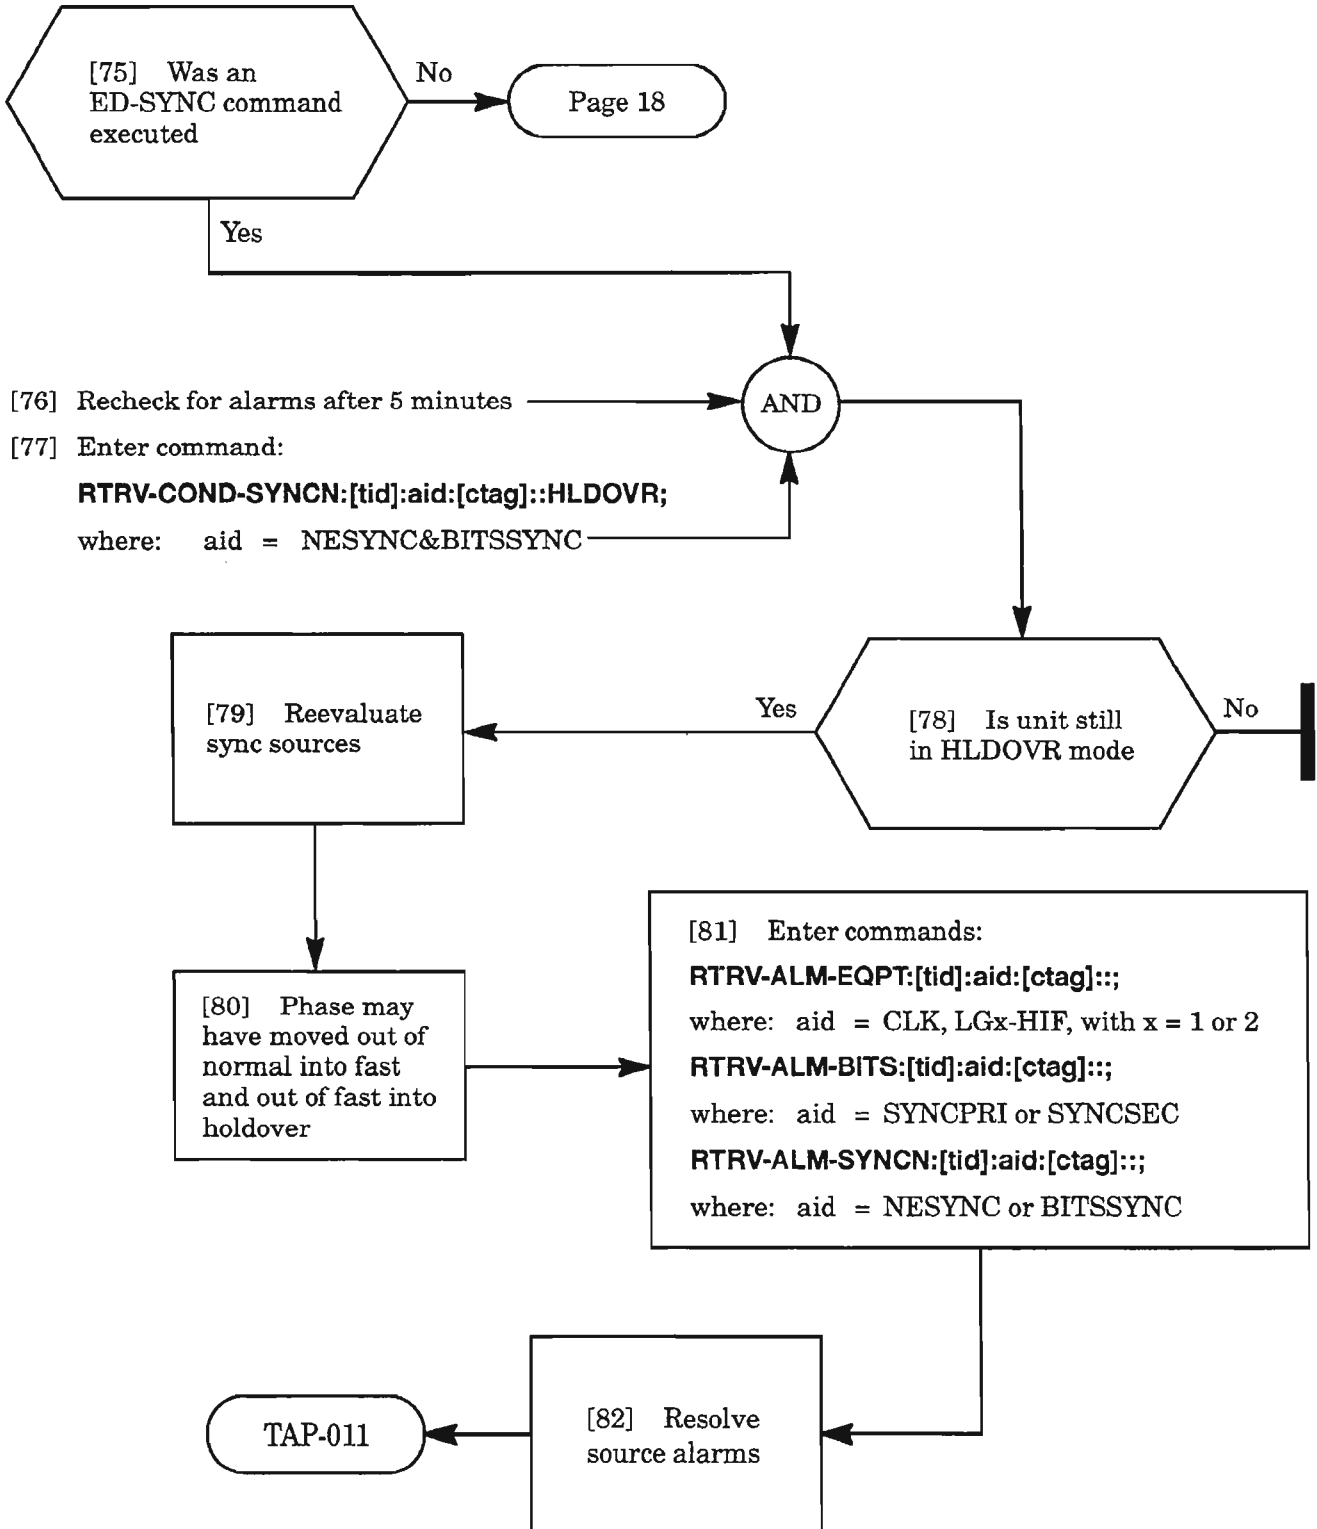 [75] Was an
ED-SYNC command
executed
No
Page 18
Yes
[76] Recheck for alarms after 5 minutes
AND
[77] Enter command:
RTRV-COND-SYNCN:[tid]:aid:[ctag]::HLDOVR;
where: aid = NESYNC&BITSSYNC
[78] Is unit still
in HLDOVR mode
No
Yes
[79] Reevaluate
sync sources
[80] Phase may
have moved out of
normal into fast
and out of fast into
holdover
[81] Enter commands:
RTRV-ALM-EQPT:[tid]:aid:[ctag]::;
where: aid = CLK, LGx-HIF, with x = 1 or 2
RTRV-ALM-BITS:[tid]:aid:[ctag]::;
where: aid = SYNCPRI or SYNCSEC
RTRV-ALM-SYNCN:[tid]:aid:[ctag]::;
where: aid = NESYNC or BITSSYNC
[82] Resolve
source alarms
TAP-011